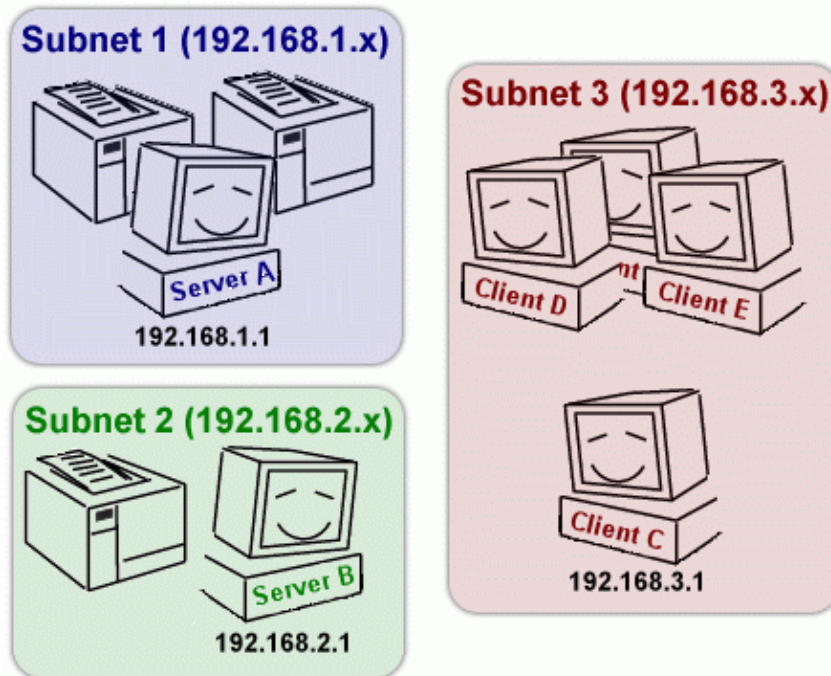 Subnet 1 (192.168.1.x)
Server A
192.168.1.1
Subnet 2 (192.168.2.x)
Server B
192.168.2.1
Subnet 3 (192.168.3.x)
Client D
Client E
Client C
192.168.3.1